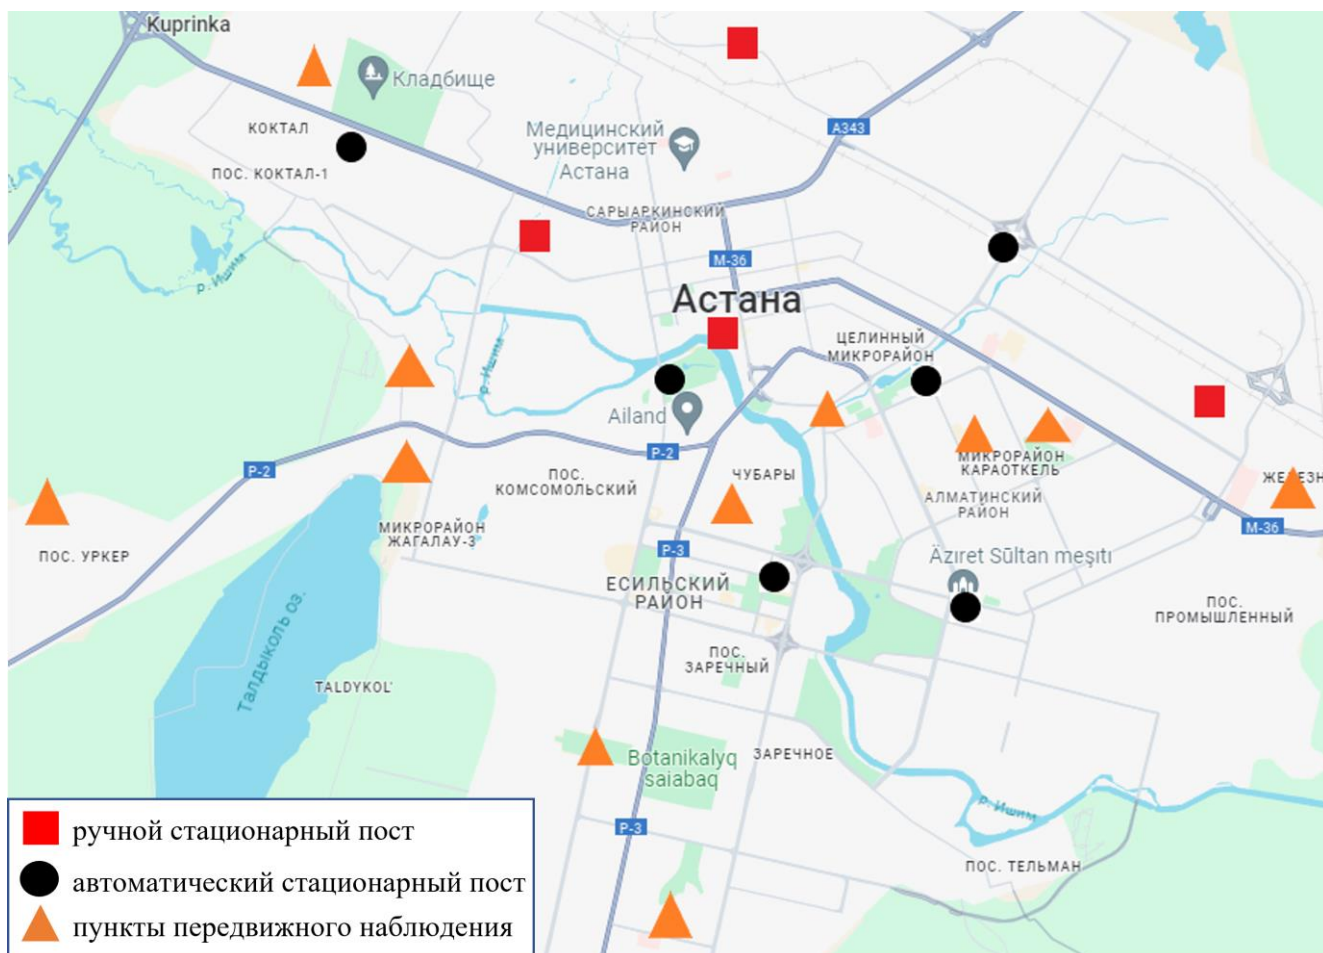 Kuprinka
Кладбище
КОКТАЛ
ПОС. КОКТАЛ-1
Медицинский
университет
Астана
А343
САРЫАРКИНСКИЙ
РАЙОН
р. Ишим
М-36
Астана
ЦЕЛИННЫЙ
МИКРОРАЙОН
р. Ишим
Ailand
Р-2
Р-2
ЧУБАРЫ
МИКРОРАЙОН
КАРАОТКЕЛЬ
ПОС.
КОМСОМОЛЬСКИЙ
АЛМАТИНСКИЙ
РАЙОН
ЖЕЛЕЗН
М-36
МИКРОРАЙОН
ЖАГАЛАУ-3
ПОС. УРКЕР
Р-3
Äzıret Sūltan meşıtı
ЕСИЛЬСКИЙ
РАЙОН
ПОС.
ПРОМЫШЛЕННЫЙ
Талдыколь оз.
ПОС.
ЗАРЕЧНЫЙ
TALDYKOL'
Botanikalyq
saiabaq
ЗАРЕЧНОЕ
р. Ишим
Р-3
ПОС. ТЕЛЬМАН
ручной стационарный пост
автоматический стационарный пост
пункты передвижного наблюдения